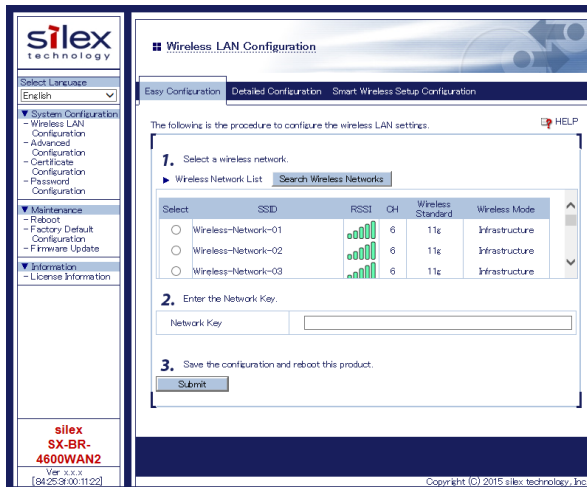 silex
technology
Select Language
English
▼ System Configuration
- Wireless LAN
Configuration
- Advanced
Configuration
- Certificate
Configuration
- Password
Configuration
▼ Maintenance
- Reboot
- Factory Default
Configuration
- Firmware Update
▼ Information
- License Information
silex
SX-BR-
4600WAN2
Ver x.x.x
[84:25:3f:00:11:22]
Wireless LAN Configuration
Easy Configuration Detailed Configuration Smart Wireless Setup Configuration
The following is the procedure to configure the wireless LAN settings.
HELP
1. Select a wireless network.
▶ Wireless Network List Search Wireless Networks
Select SSID RSSI CH Wireless Standard Wireless Mode
Wireless-Network-01 6 11g Infrastructure
Wireless-Network-02 6 11g Infrastructure
Wireless-Network-03 6 11g Infrastructure
2. Enter the Network Key.
Network Key
3. Save the configuration and reboot this product.
Submit
Copyright (C) 2015 silex technology, Inc